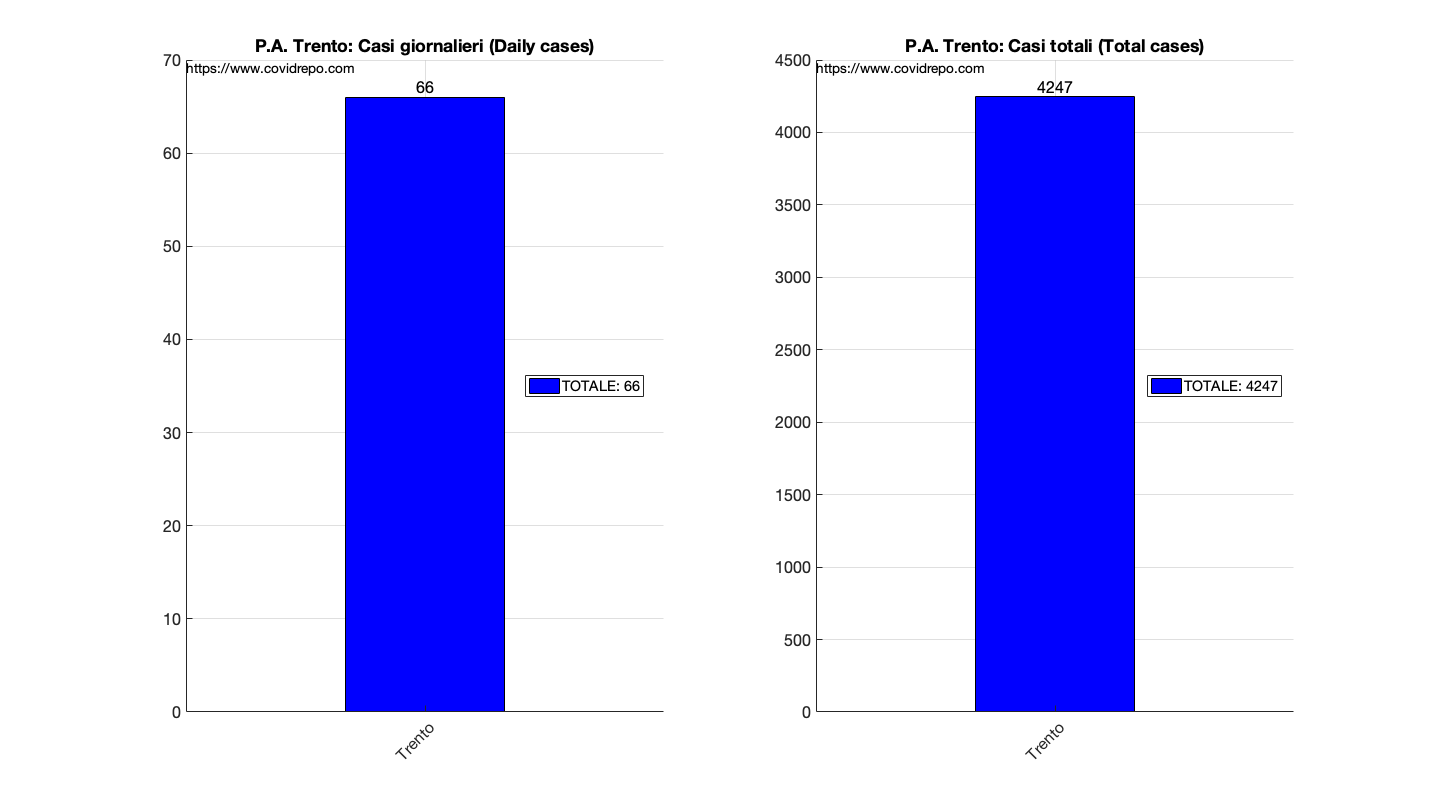 P.A. Trento: Casi giornalieri (Daily cases)
https://www.covidrepo.com
70
60
50
40
30
20
10
0
66
TOTALE: 66
Trento
P.A. Trento: Casi totali (Total cases)
https://www.covidrepo.com
4500
4000
3500
3000
2500
2000
1500
1000
500
0
4247
TOTALE: 4247
Trento